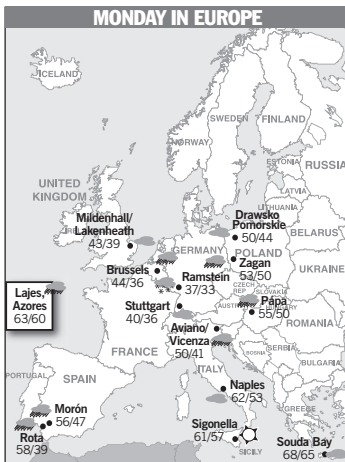 MONDAY IN EUROPE
ICELAND
SWEDEN
FINLAND
NORWAY
ESTONIA
RUSSIA
LATVIA
UNITED
KINGDOM
LITHUANIA
Mildenhall/
Lakenheath
43/39
Drawsko
Pomorskie
50/44
BELARUS
GERMANY
POLAND
Zagan
53/50
Brussels
44/36
Ramstein
37/33
UKRAINE
CZECH
REP.
SLOVAKIA
Lajes,
Azores
63/60
Stuttgart
40/36
AUSTRIA
Pápa
55/50
Aviano/
Vicenza
50/41
ROMANIA
FRANCE
BOSNIA
SERBIA
ITALY
BULGARIA
PORTUGAL
SPAIN
Naples
62/53
Morón
56/47
GREECE
Rota
58/39
Sigonella
61/57
SICILY
Souda Bay
68/65